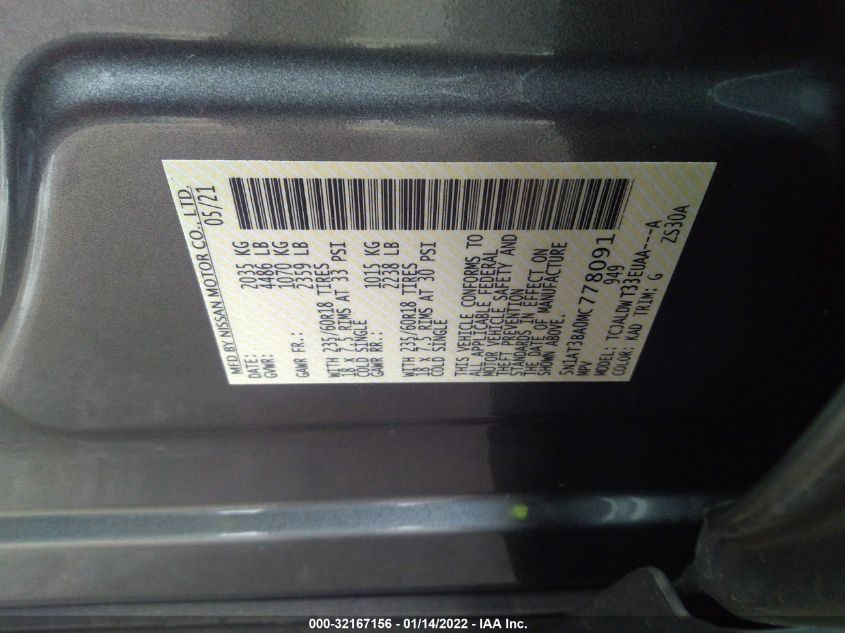 MFD BY NISSAN MOTOR CO., LTD.
DATE: 05/21
GVWR: 2035 KG
4486 LB
GAWR FR.: 1070 KG
2359 LB
WITH 235/60R18 TIRES
18 X 7.5 RIMS AT 33 PSI
COLD SINGLE
GAWR RR.: 1015 KG
2238 LB
WITH 235/60R18 TIRES
18 X 7.5 RIMS AT 30 PSI
COLD SINGLE
THIS VEHICLE CONFORMS TO
ALL APPLICABLE FEDERAL
MOTOR VEHICLE SAFETY AND
THEFT PREVENTION
STANDARDS IN EFFECT ON
THE DATE OF MANUFACTURE
SHOWN ABOVE.
5N1AT3BA0MC778091
MPV 949
MODEL: TCJALDW T33EUAA---A
COLOR: KAD TRIM: G ZS30A
000-32167156 - 01/14/2022 - IAA Inc.